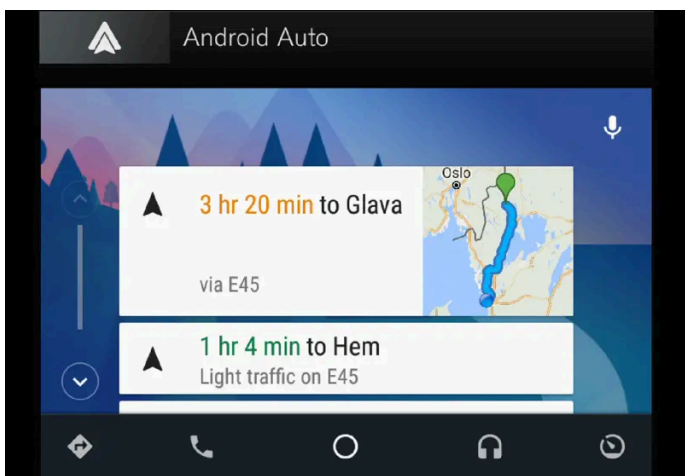 Android Auto
3 hr 20 min to Glava
via E45
Oslo
1 hr 4 min to Hem
Light traffic on E45